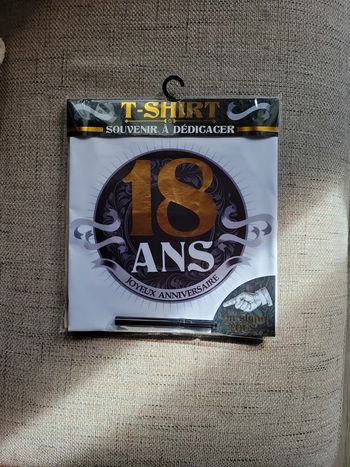 T-SHIRT
SOUVENIR À DÉDICACER
18
ANS
JOYEUX ANNIVERSAIRE